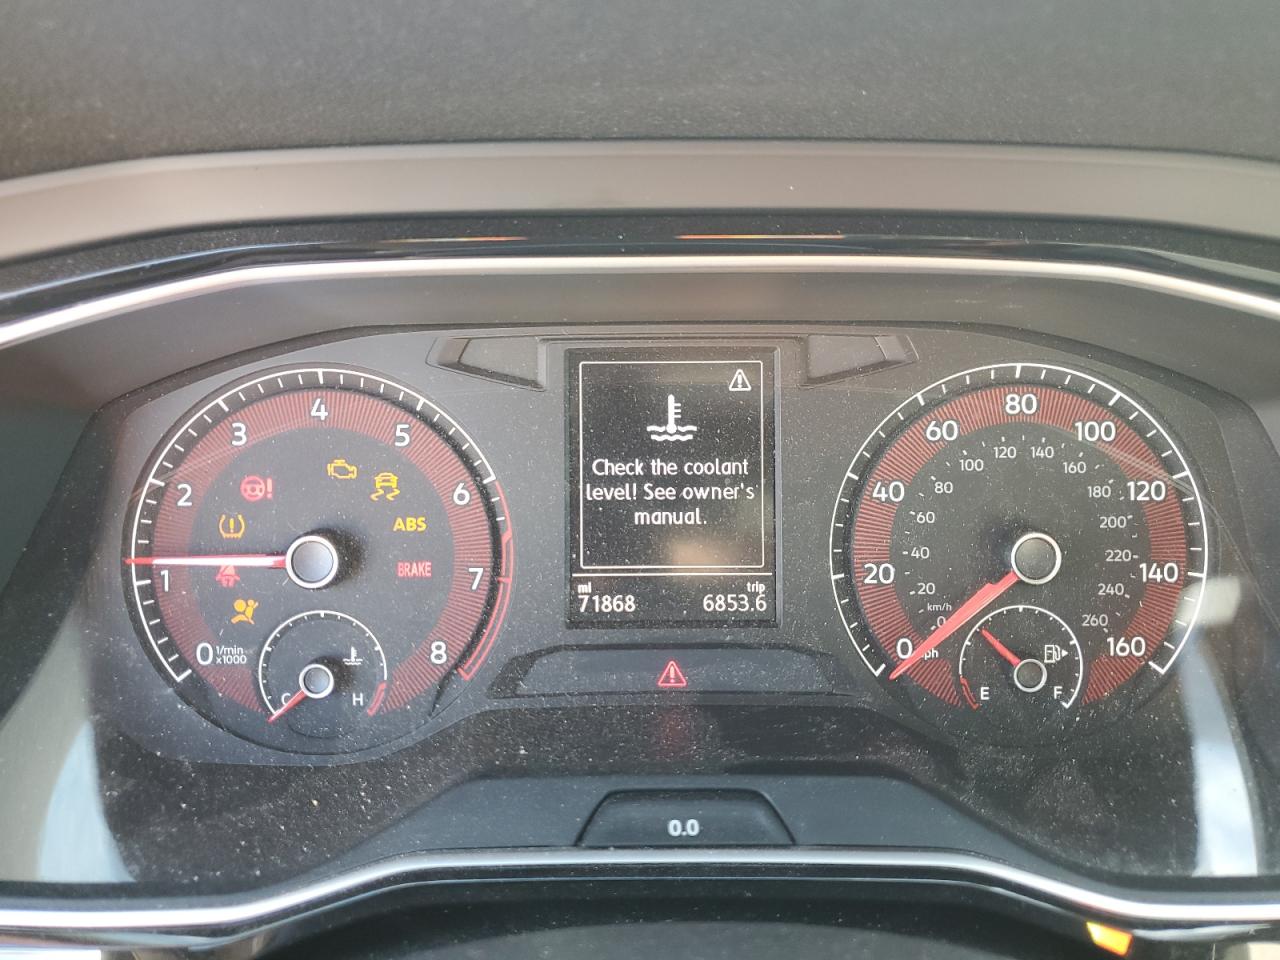 Check the coolant
level! See owner's
manual.
mi trip
71868 6853.6
0 1 2 3 4 5 6 7 8
1/min
x1000
ABS
BRAKE
C H
0 20 40 60 80 100 120 140 160
mph
20 40 60 80 100 120 140 160 180 200 220 240 260
km/h
0
E F
0.0